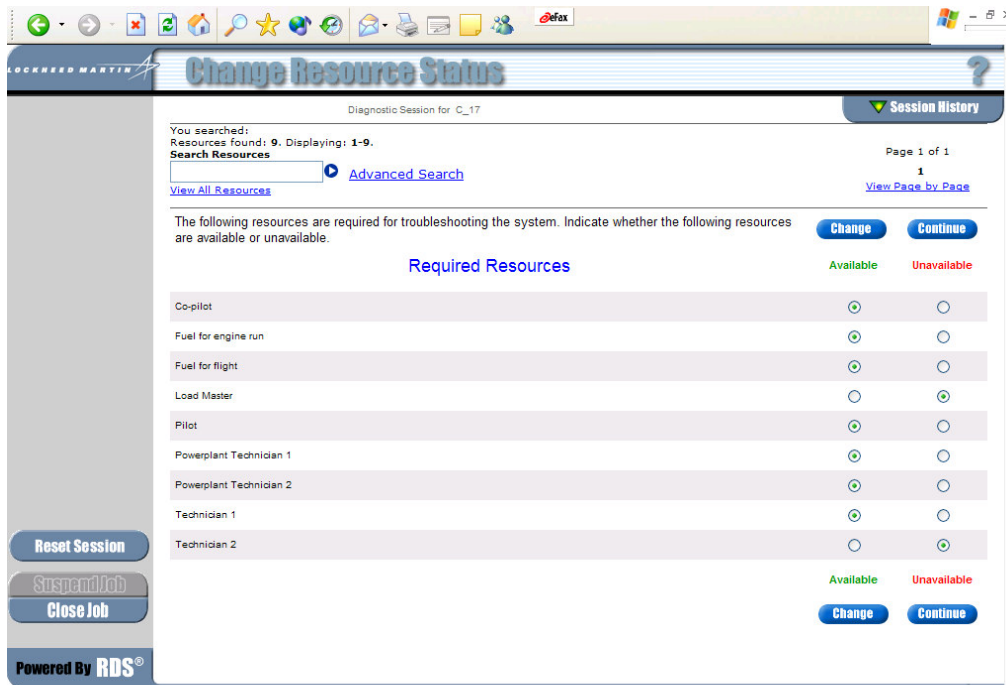 eFax
LOCKHEED MARTIN
Change Resource Status
?
Diagnostic Session for C_17
Session History
You searched:
Resources found: 9. Displaying: 1-9.
Search Resources
Advanced Search
View All Resources
Page 1 of 1
1
View Page by Page
The following resources are required for troubleshooting the system. Indicate whether the following resources
are available or unavailable.
Change
Continue
Required Resources
Available
Unavailable
Co-pilot
Fuel for engine run
Fuel for flight
Load Master
Pilot
Powerplant Technician 1
Powerplant Technician 2
Technician 1
Technician 2
Available
Unavailable
Change
Continue
Reset Session
Suspend Job
Close Job
Powered By RDS®